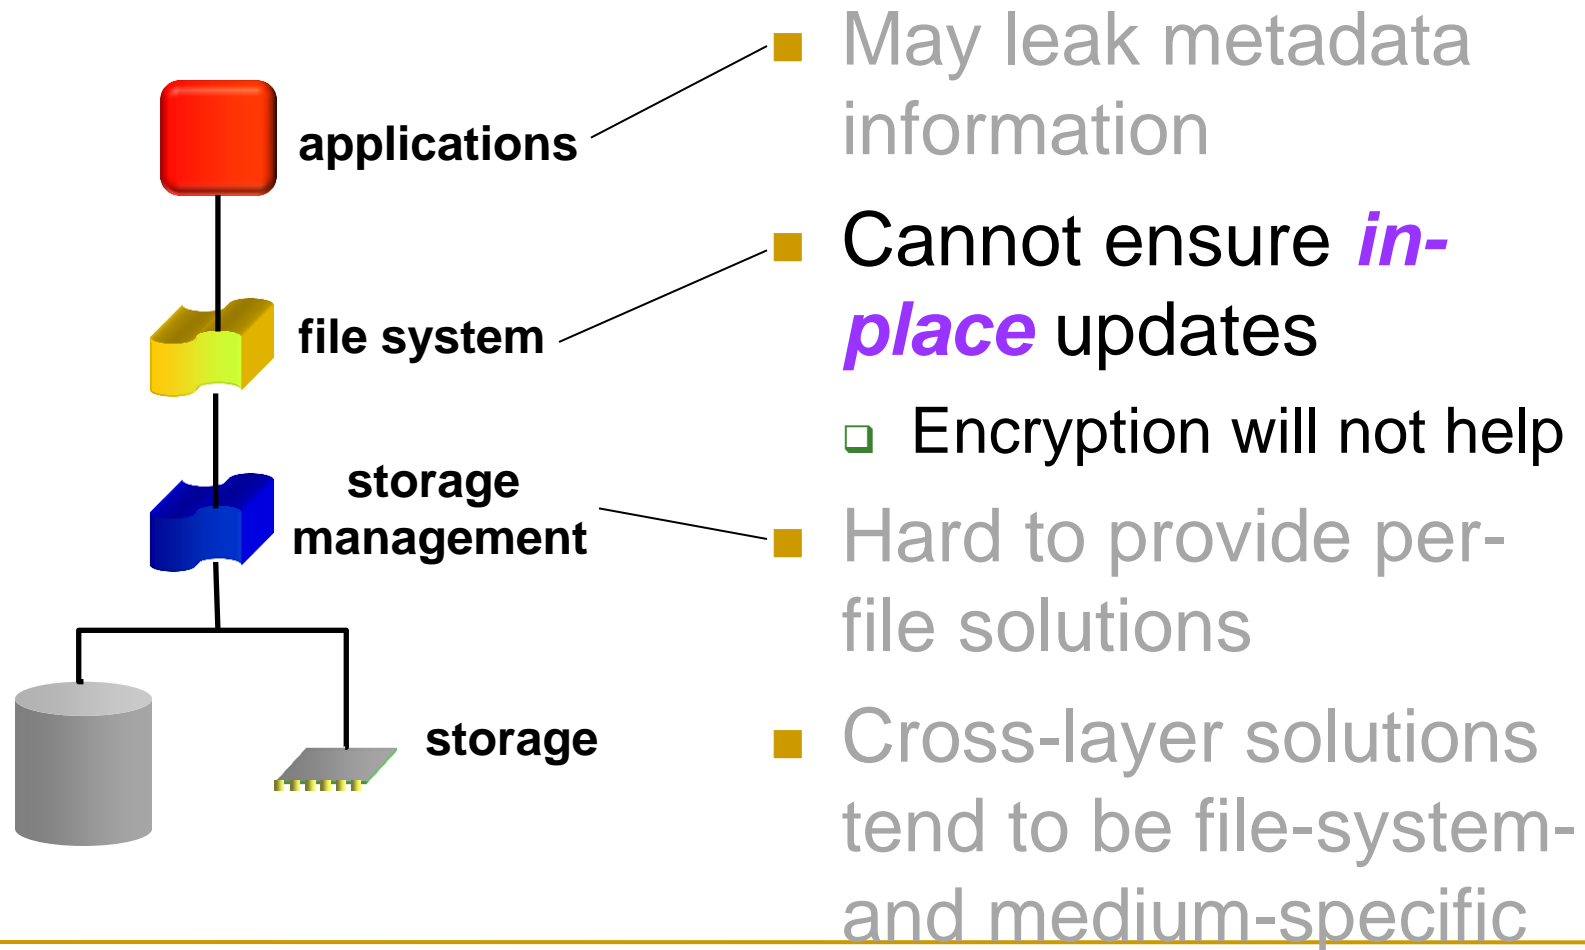 applications
file system
storage
management
storage
May leak metadata
information
Cannot ensure in-
place updates
Encryption will not help
Hard to provide per-
file solutions
Cross-layer solutions
tend to be file-system-
and medium-specific